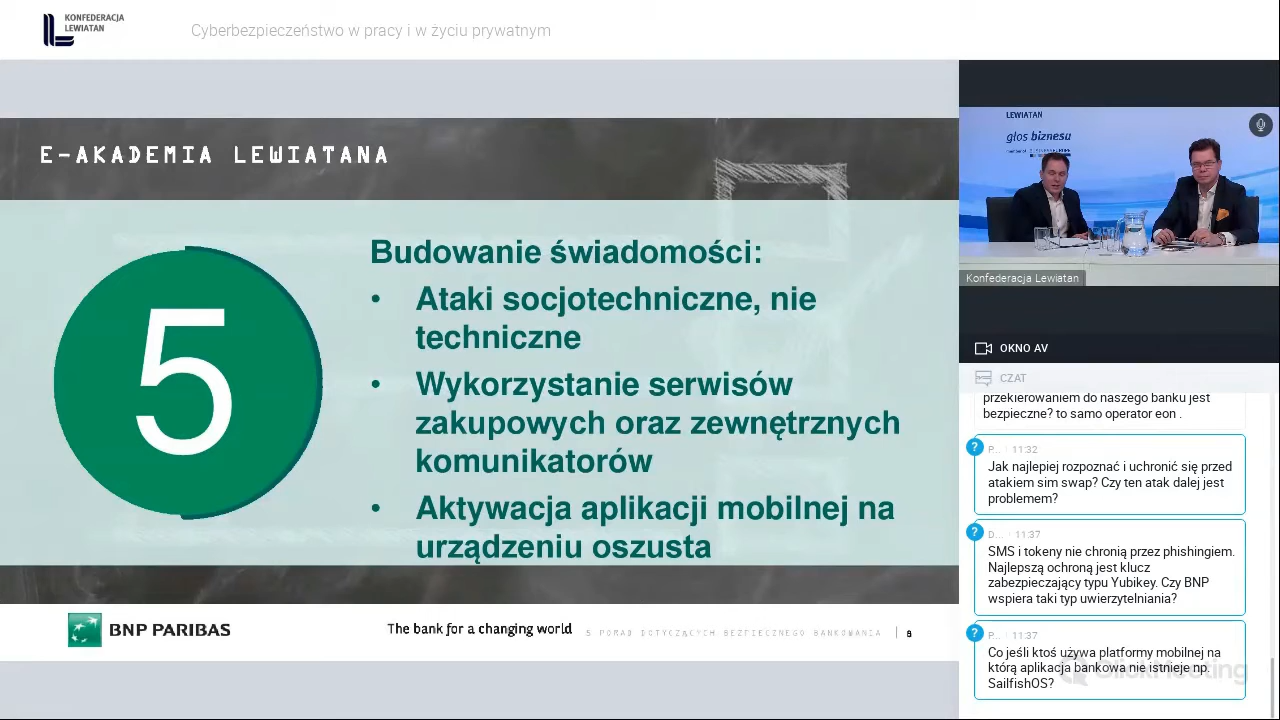 KONFEDERACJA
LEWIATAN
Cyberbezpieczeństwo w pracy i w życiu prywatnym
E-AKADEMIA LEWIATANA
5
Budowanie świadomości:
• Ataki socjotechniczne, nie
techniczne
• Wykorzystanie serwisów
zakupowych oraz zewnętrznych
komunikatorów
• Aktywacja aplikacji mobilnej na
urządzeniu oszusta
BNP PARIBAS
The bank for a changing world
5 PORAD DOTYCZĄCYCH BEZPIECZNEGO BANKOWANIA
LEWIATAN
głos biznesu
Konfederacja Lewiatan
OKNO AV
CZAT
przekierowaniem do naszego banku jest
bezpieczne? to samo operator eon .
? P... 11:32
Jak najlepiej rozpoznać i uchronić się przed
atakiem sim swap? Czy ten atak dalej jest
problemem?
? D... 11:37
SMS i tokeny nie chronią przez phishingiem.
Najlepszą ochroną jest klucz
zabezpieczający typu Yubikey. Czy BNP
wspiera taki typ uwierzytelniania?
? P... 11:37
Co jeśli ktoś używa platformy mobilnej na
którą aplikacja bankowa nie istnieje np.
SailfishOS?
ClickMeeting